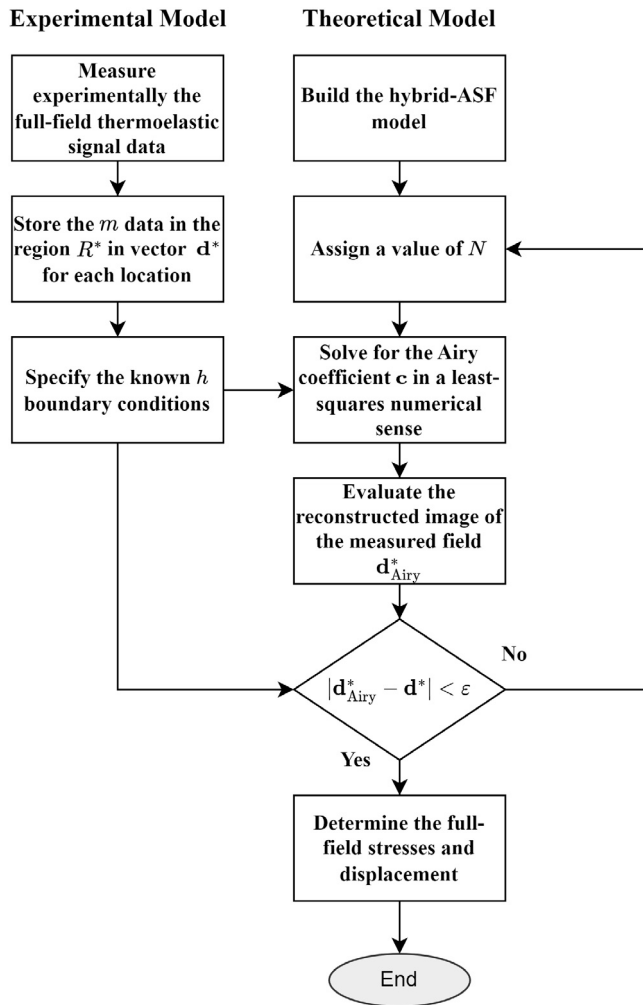 Experimental Model
Theoretical Model
Measure
experimentally the
full-field thermoelastic
signal data
Build the hybrid-ASF
model
Store the m data in the
region R* in vector d*
for each location
Assign a value of N
Specify the known h
boundary conditions
Solve for the Airy
coefficient c in a least-
squares numerical
sense
Evaluate the
reconstructed image of
the measured field
d*Airy
No
|d*Airy − d*| < ε
Yes
Determine the full-
field stresses and
displacement
End